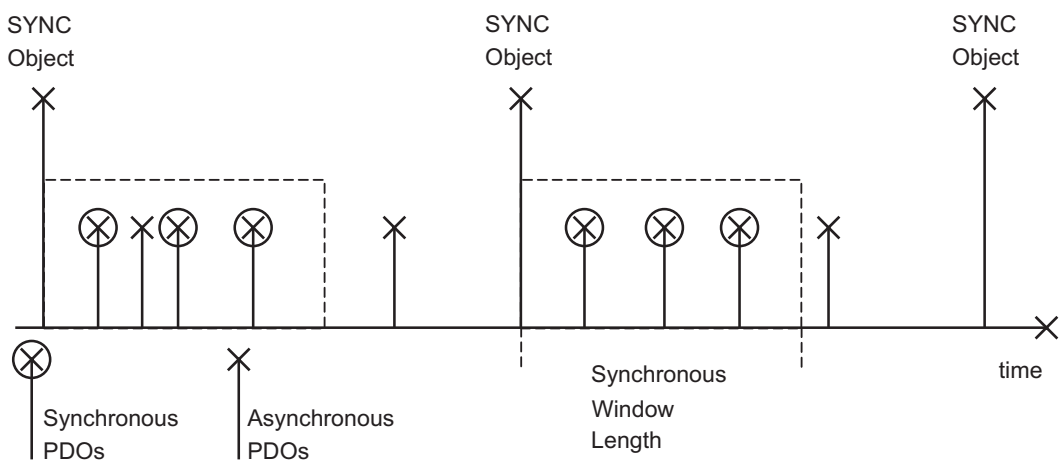 SYNC
Object
SYNC
Object
SYNC
Object
time
Synchronous
PDOs
Asynchronous
PDOs
Synchronous
Window
Length